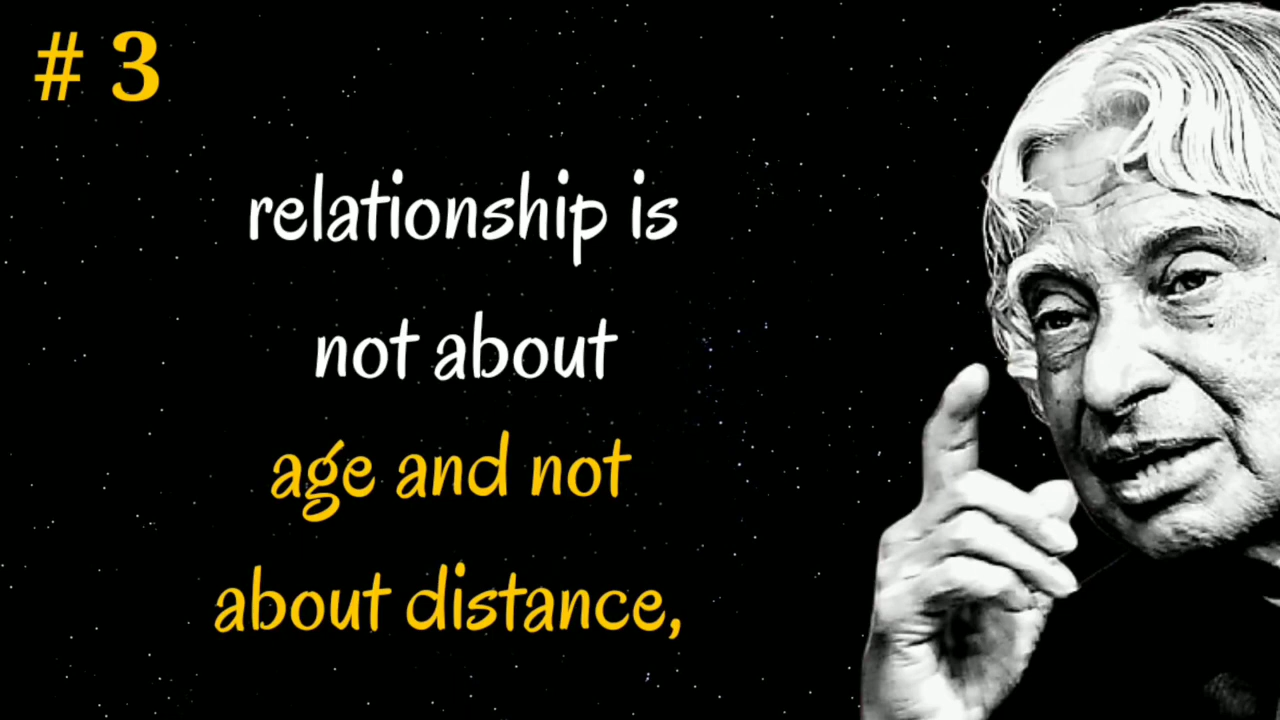 # 3
relationship is
not about
age and not
about distance,